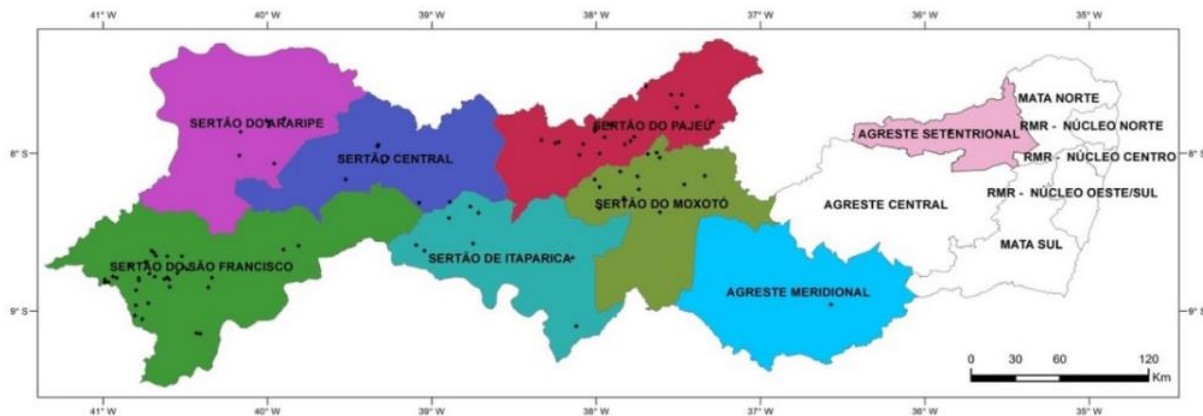 41° W 40° W 39° W 38° W 37° W 36° W 35° W
MATA NORTE
SERTÃO DO ARARIPE
SERTÃO DO PAJEÚ
RMR - NÚCLEO NORTE
AGRESTE SETENTRIONAL
8° S
SERTÃO CENTRAL
RMR - NÚCLEO CENTRO
8° S
RMR - NÚCLEO OESTE/SUL
SERTÃO DO MOXOTÓ
AGRESTE CENTRAL
MATA SUL
SERTÃO DE ITAPARICA
SERTÃO DO SÃO FRANCISCO
AGRESTE MERIDIONAL
9° S
9° S
0 30 60 120
Km
41° W 40° W 39° W 38° W 37° W 36° W 35° W